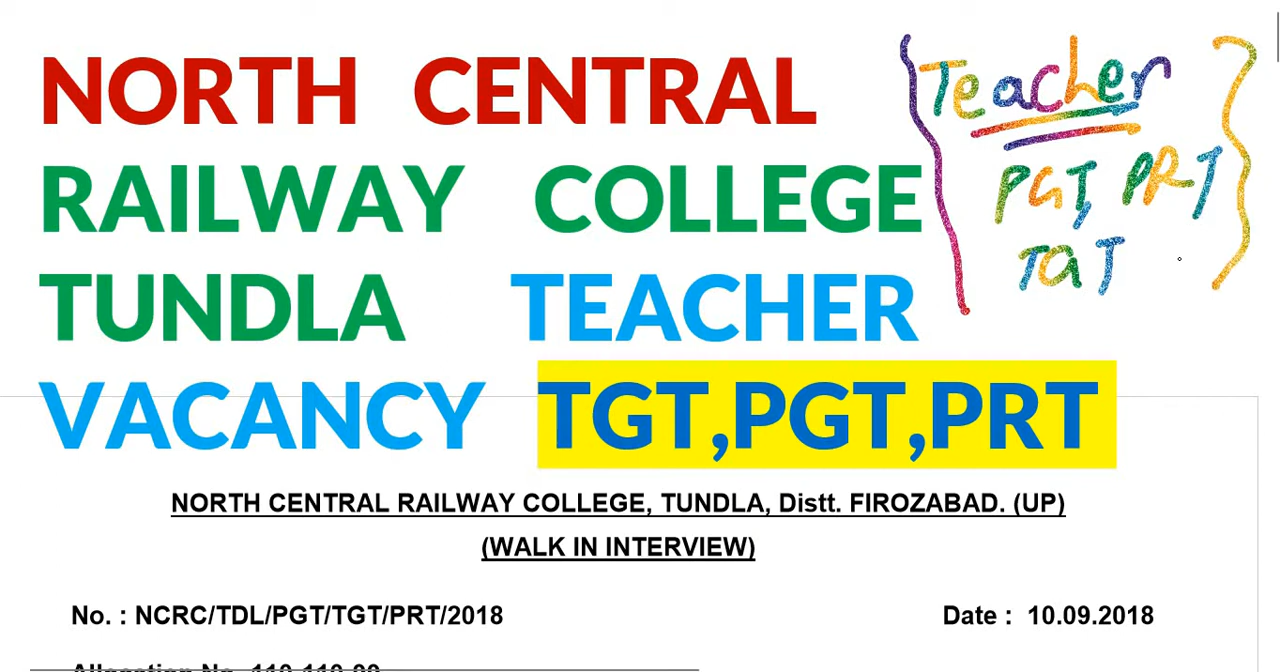 NORTH CENTRAL
RAILWAY COLLEGE
TUNDLA TEACHER
VACANCY TGT,PGT,PRT
Teacher
PGT, PRT
TGT
NORTH CENTRAL RAILWAY COLLEGE, TUNDLA, Distt. FIROZABAD. (UP)
(WALK IN INTERVIEW)
No. : NCRC/TDL/PGT/TGT/PRT/2018 Date : 10.09.2018